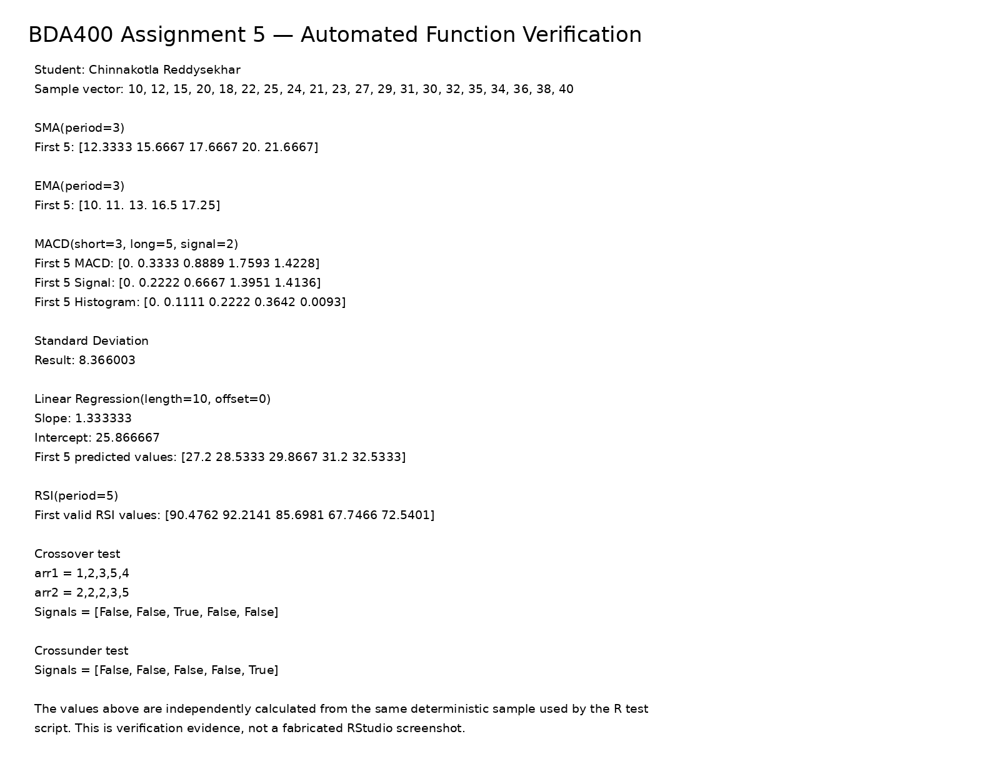 BDA400 Assignment 5 — Automated Function Verification
Student: Chinnakotla Reddysekhar
Sample vector: 10, 12, 15, 20, 18, 22, 25, 24, 21, 23, 27, 29, 31, 30, 32, 35, 34, 36, 38, 40
SMA(period=3)
First 5: [12.3333 15.6667 17.6667 20. 21.6667]
EMA(period=3)
First 5: [10. 11. 13. 16.5 17.25]
MACD(short=3, long=5, signal=2)
First 5 MACD: [0. 0.3333 0.8889 1.7593 1.4228]
First 5 Signal: [0. 0.2222 0.6667 1.3951 1.4136]
First 5 Histogram: [0. 0.1111 0.2222 0.3642 0.0093]
Standard Deviation
Result: 8.366003
Linear Regression(length=10, offset=0)
Slope: 1.333333
Intercept: 25.866667
First 5 predicted values: [27.2 28.5333 29.8667 31.2 32.5333]
RSI(period=5)
First valid RSI values: [90.4762 92.2141 85.6981 67.7466 72.5401]
Crossover test
arr1 = 1,2,3,5,4
arr2 = 2,2,2,3,5
Signals = [False, False, True, False, False]
Crossunder test
Signals = [False, False, False, False, True]
The values above are independently calculated from the same deterministic sample used by the R test
script. This is verification evidence, not a fabricated RStudio screenshot.